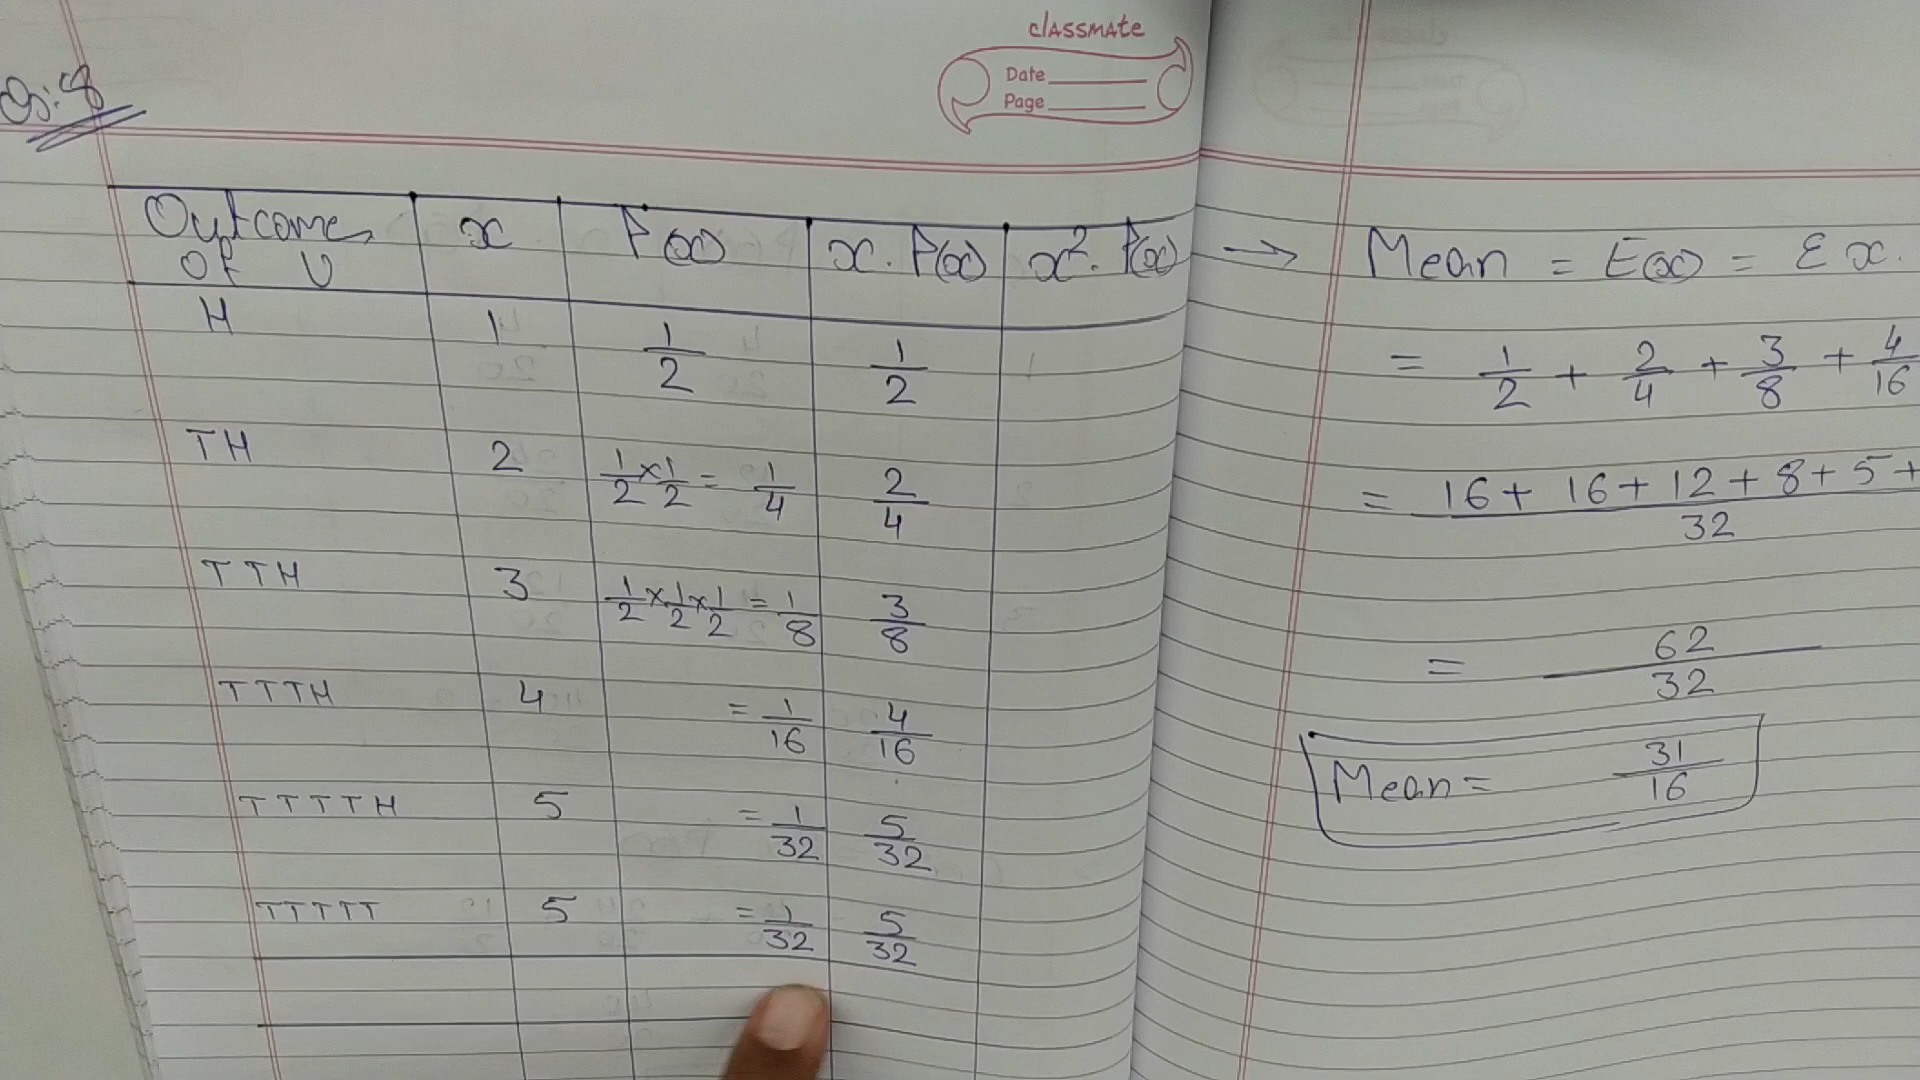 classmate
Date
Page
Q:8
Outcomes of U | x | P(x) | x. P(x) | x². P(x)
H | 1 | 1/2 | 1/2
TH | 2 | 1/2 × 1/2 = 1/4 | 2/4
TTH | 3 | 1/2 × 1/2 × 1/2 = 1/8 | 3/8
TTTH | 4 | = 1/16 | 4/16
TTTTH | 5 | = 1/32 | 5/32
TTTTT | 5 | = 1/32 | 5/32
→ Mean = E(x) = Σ x.
= 1/2 + 2/4 + 3/8 + 4/16
= 16 + 16 + 12 + 8 + 5 + / 32
= 62/32
Mean = 31/16